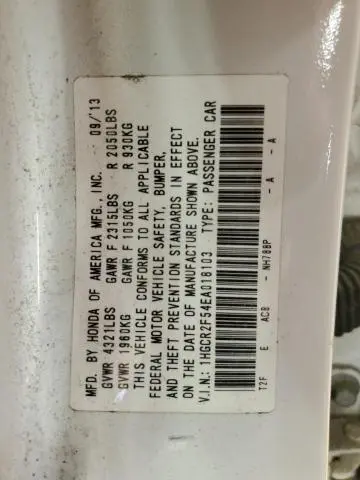 MFD. BY HONDA OF AMERICA MFG., INC. 09/13
GVWR 4321LBS GAWR F 2315LBS R 2050LBS
GVWR 1960KG GAWR F 1050KG R 930KG
THIS VEHICLE CONFORMS TO ALL APPLICABLE
FEDERAL MOTOR VEHICLE SAFETY, BUMPER,
AND THEFT PREVENTION STANDARDS IN EFFECT
ON THE DATE OF MANUFACTURE SHOWN ABOVE.
V.I.N.: 1HGCR2F54EA018103 TYPE: PASSENGER CAR
T2F E AC8 - NH788P - A - A